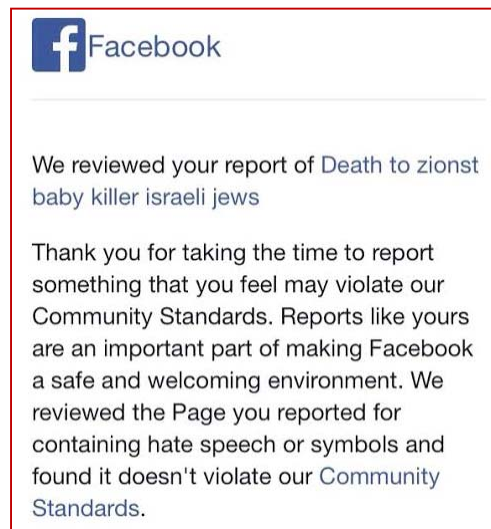 Facebook
We reviewed your report of Death to zionst
baby killer israeli jews
Thank you for taking the time to report
something that you feel may violate our
Community Standards. Reports like yours
are an important part of making Facebook
a safe and welcoming environment. We
reviewed the Page you reported for
containing hate speech or symbols and
found it doesn't violate our Community
Standards.